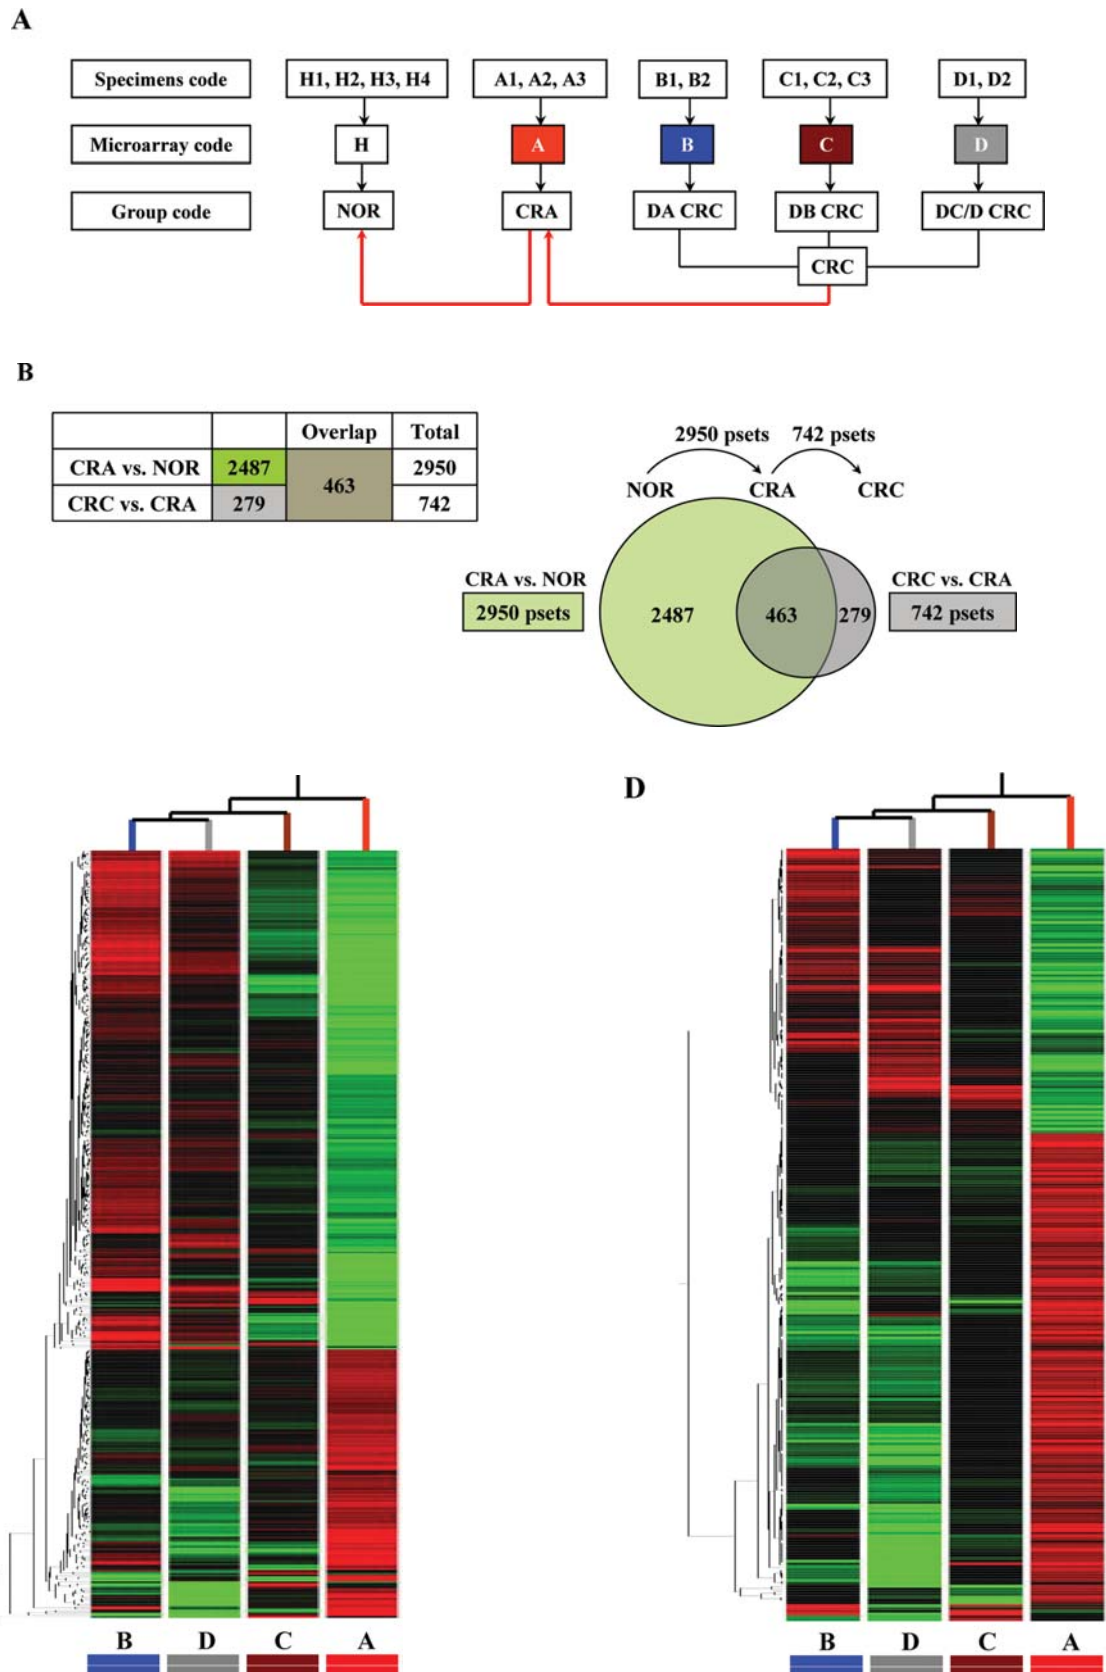 A
Specimens code
H1, H2, H3, H4
A1, A2, A3
B1, B2
C1, C2, C3
D1, D2
Microarray code
H
A
B
C
D
Group code
NOR
CRA
DA CRC
DB CRC
DC/D CRC
CRC
B
Overlap
Total
CRA vs. NOR
2487
463
2950
CRC vs. CRA
279
742
2950 psets
742 psets
NOR
CRA
CRC
CRA vs. NOR
2950 psets
2487
463
279
CRC vs. CRA
742 psets
D
B
D
C
A
B
D
C
A